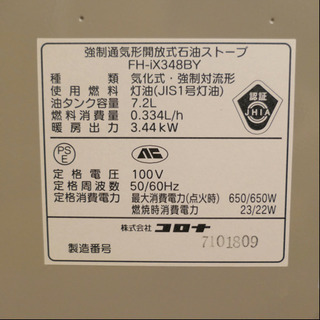 強制通気形開放式石油ストーブ
FH-iX348BY
種類 気化式・強制対流形
使用燃料 灯油(JIS1号灯油)
油タンク容量 7.2L
燃料消費量 0.334L/h
暖房出力 3.44kW
認証
JHIA
PS
E
定格電圧 100V
定格周波数 50/60Hz
定格消費電力 最大消費電力(点火時) 650/650W
燃焼時消費電力 23/22W
株式会社 コロナ
製造番号 7101809